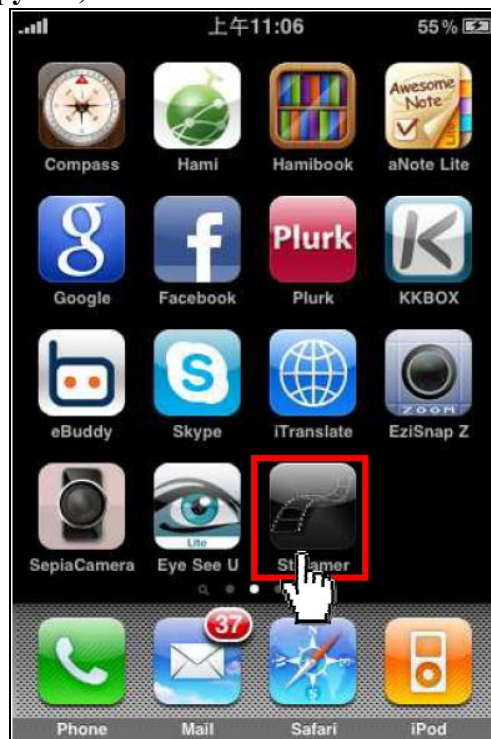 上午11:06 55%
Awesome
Note
Lite
Compass Hami Hamibook aNote Lite
g f Plurk K
Google Facebook Plurk KKBOX
b S ZOOM
eBuddy Skype iTranslate EziSnap Z
Lite
SepiaCamera Eye See U
37
Phone Mail Safari iPod